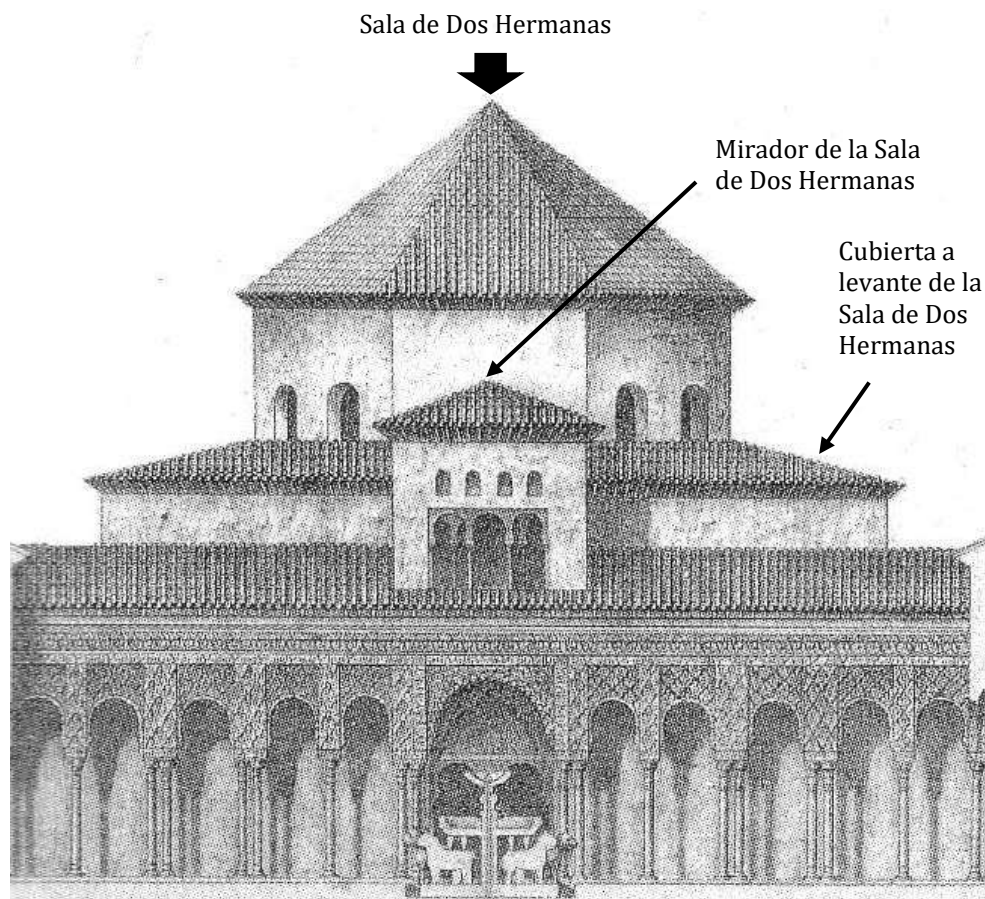 Sala de Dos Hermanas
Mirador de la Sala
de Dos Hermanas
Cubierta a
levante de la
Sala de Dos
Hermanas